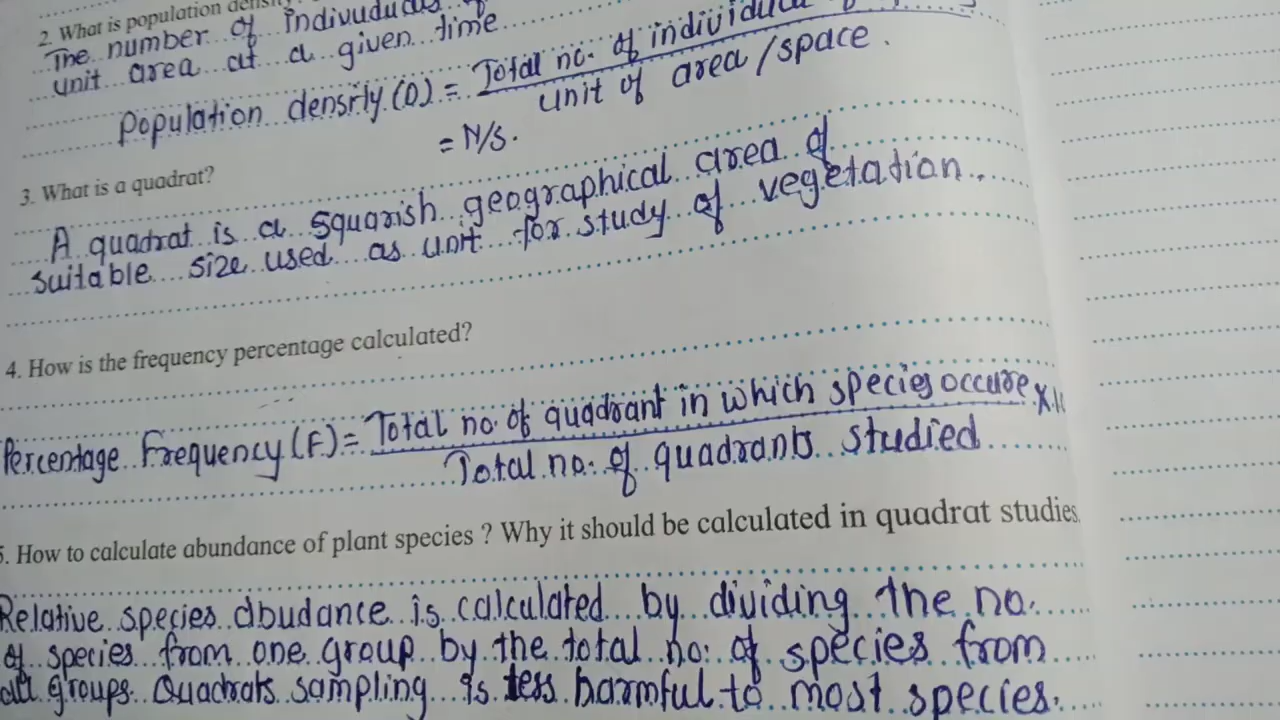 2. What is population density
The number of indivuduals
unit area at a given time
Population densrty (D) = Total no. of individual
unit of area / space.
= N/S.
3. What is a quadrat?
A quadrat is a squarish geographical area of
suitable size used as unit for study of vegetation.
4. How is the frequency percentage calculated?
Percentage Frequency (F) = Total no. of quadrant in which species occure
Total no. of quadrants studied
5. How to calculate abundance of plant species ? Why it should be calculated in quadrat studies
Relative species abudance is calculated by dividing the no.
of species from one group by the total no. of species from
all groups. Quadrats sampling is less harmful to most species.